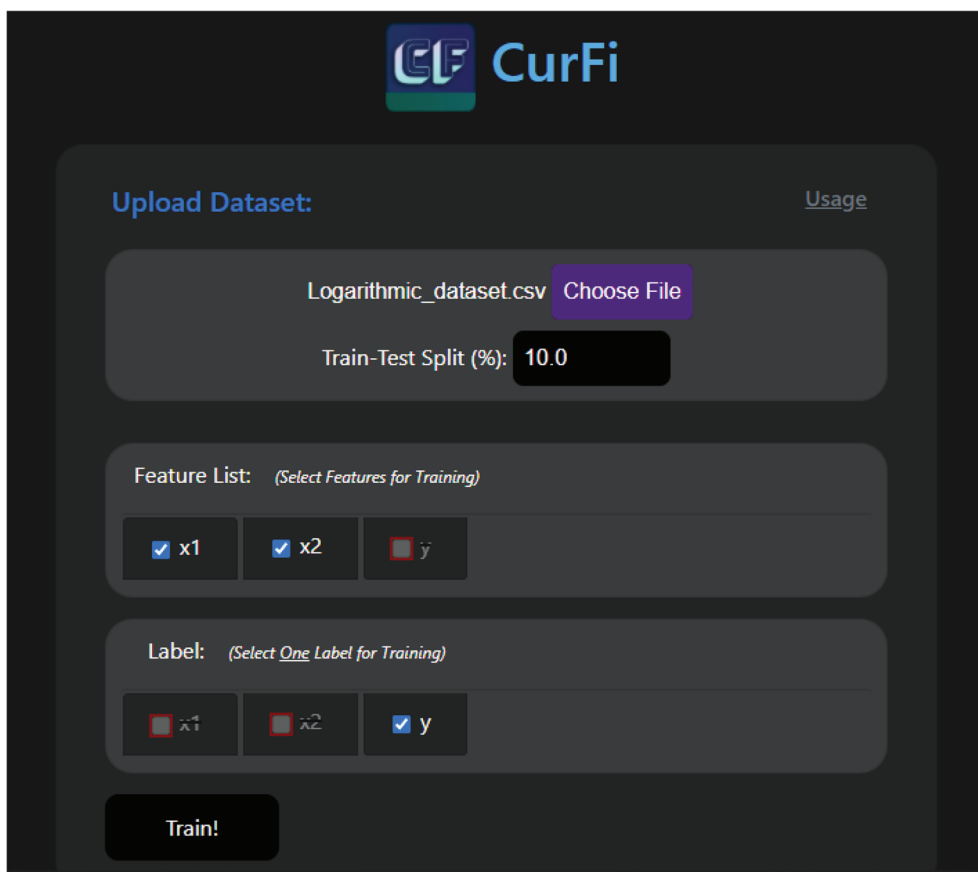 CF CurFi
Upload Dataset: Usage
Logarithmic_dataset.csv Choose File
Train-Test Split (%): 10.0
Feature List: (Select Features for Training)
x1 x2 y
Label: (Select One Label for Training)
x1 x2 y
Train!